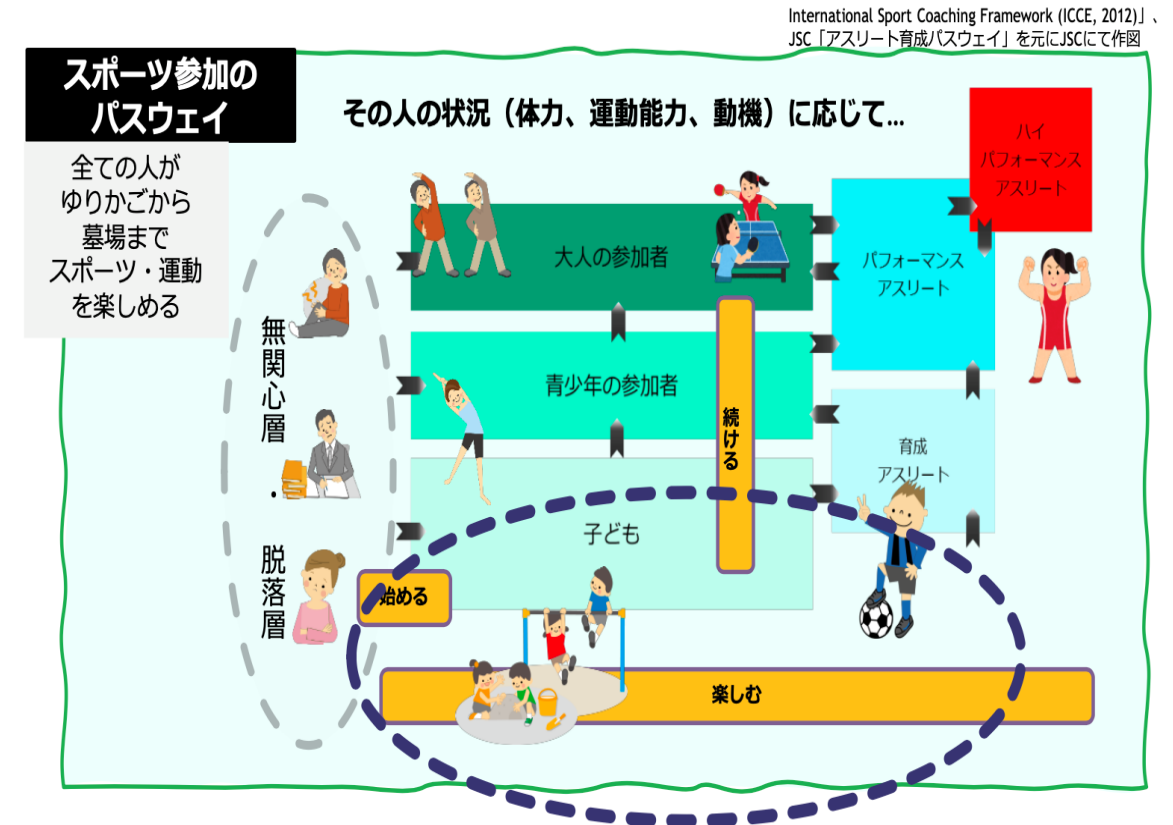 International Sport Coaching Framework (ICCE, 2012)」、
JSC「アスリート育成パスウェイ」を元にJSCにて作図
スポーツ参加の
パスウェイ
全ての人が
ゆりかごから
墓場まで
スポーツ・運動
を楽しめる
その人の状況（体力、運動能力、動機）に応じて…
ハイ
パフォーマンス
アスリート
大人の参加者
パフォーマンス
アスリート
無関心層
・
脱落層
青少年の参加者
続ける
育成
アスリート
子ども
始める
楽しむ